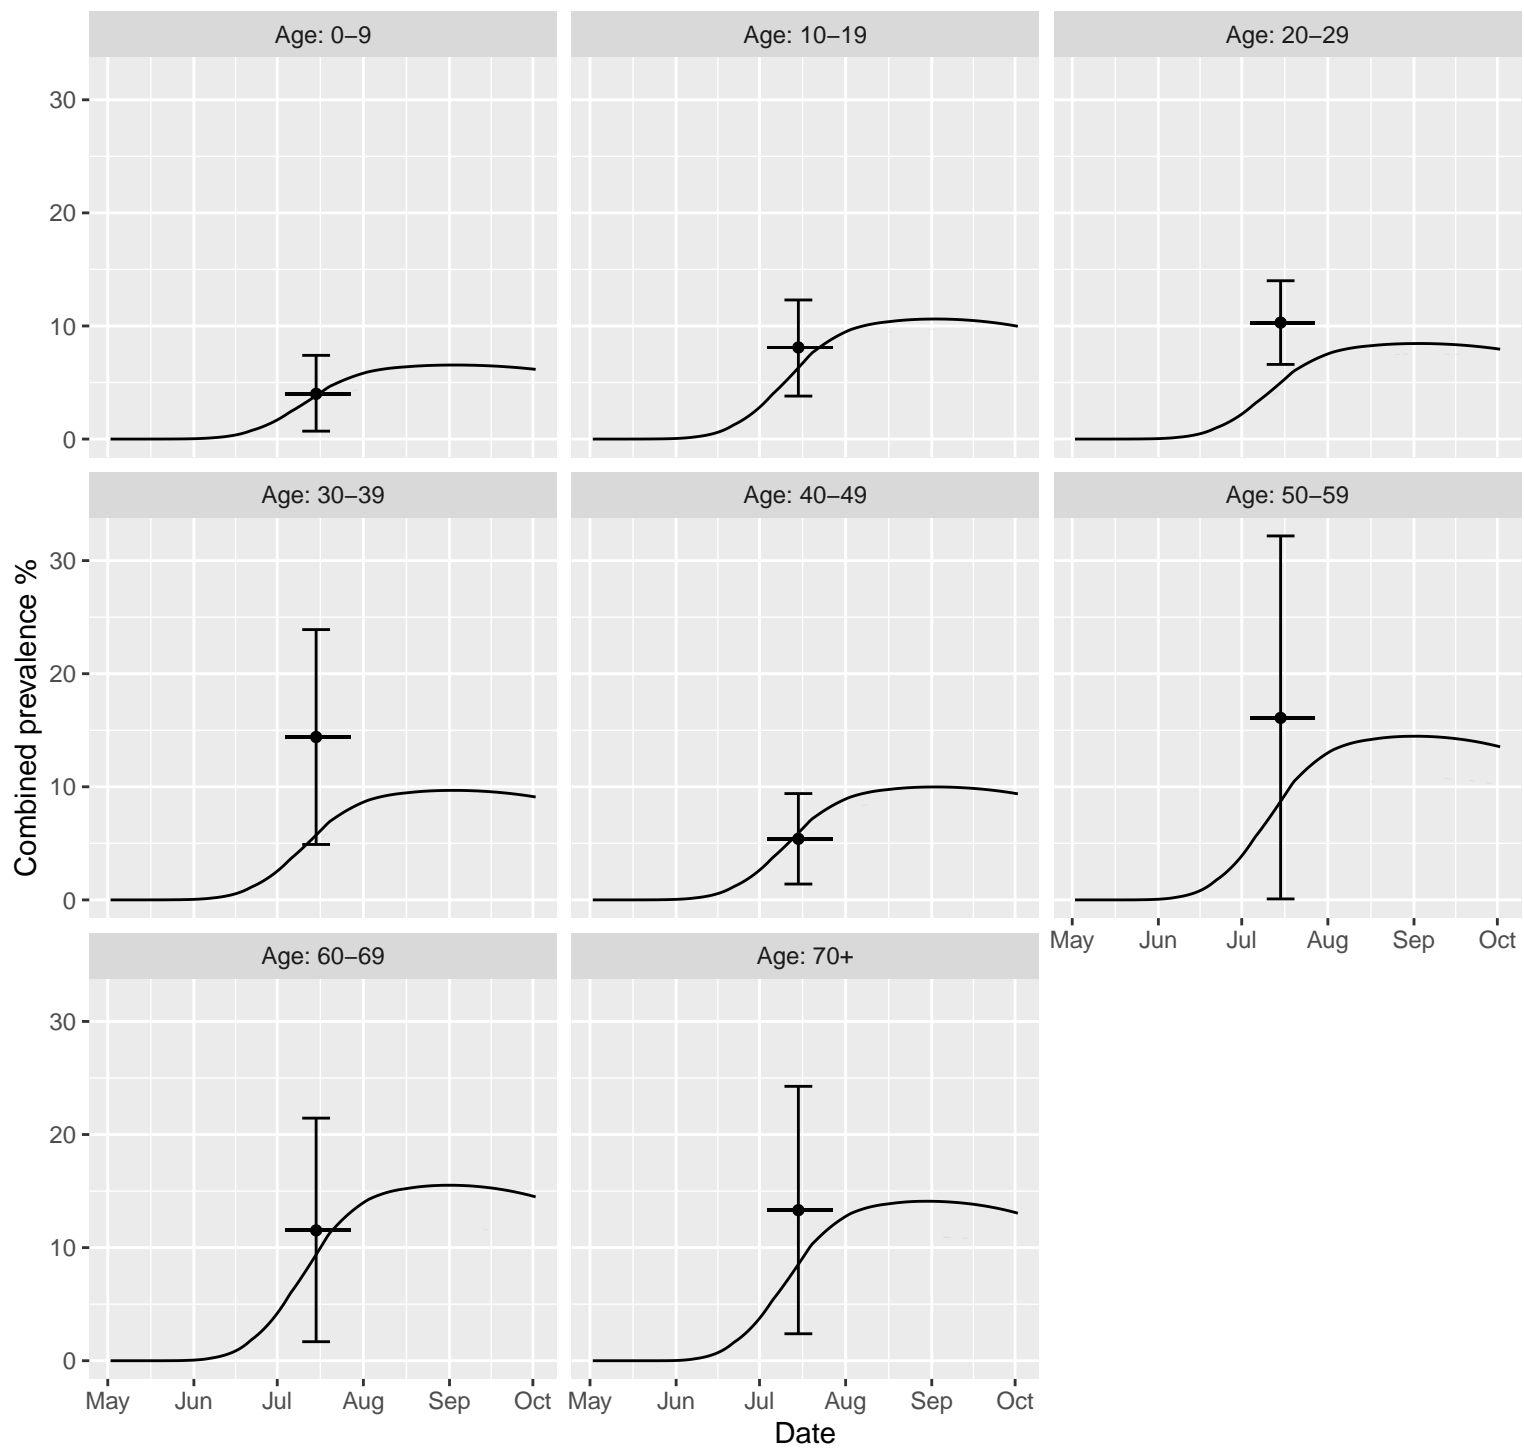 Age: 0–9
Age: 10–19
Age: 20–29
30
20
10
0
Age: 30–39
Age: 40–49
Age: 50–59
30
20
10
0
May Jun Jul Aug Sep Oct
Age: 60–69
Age: 70+
30
20
10
0
May Jun Jul Aug Sep Oct
May Jun Jul Aug Sep Oct
Date
Combined prevalence %